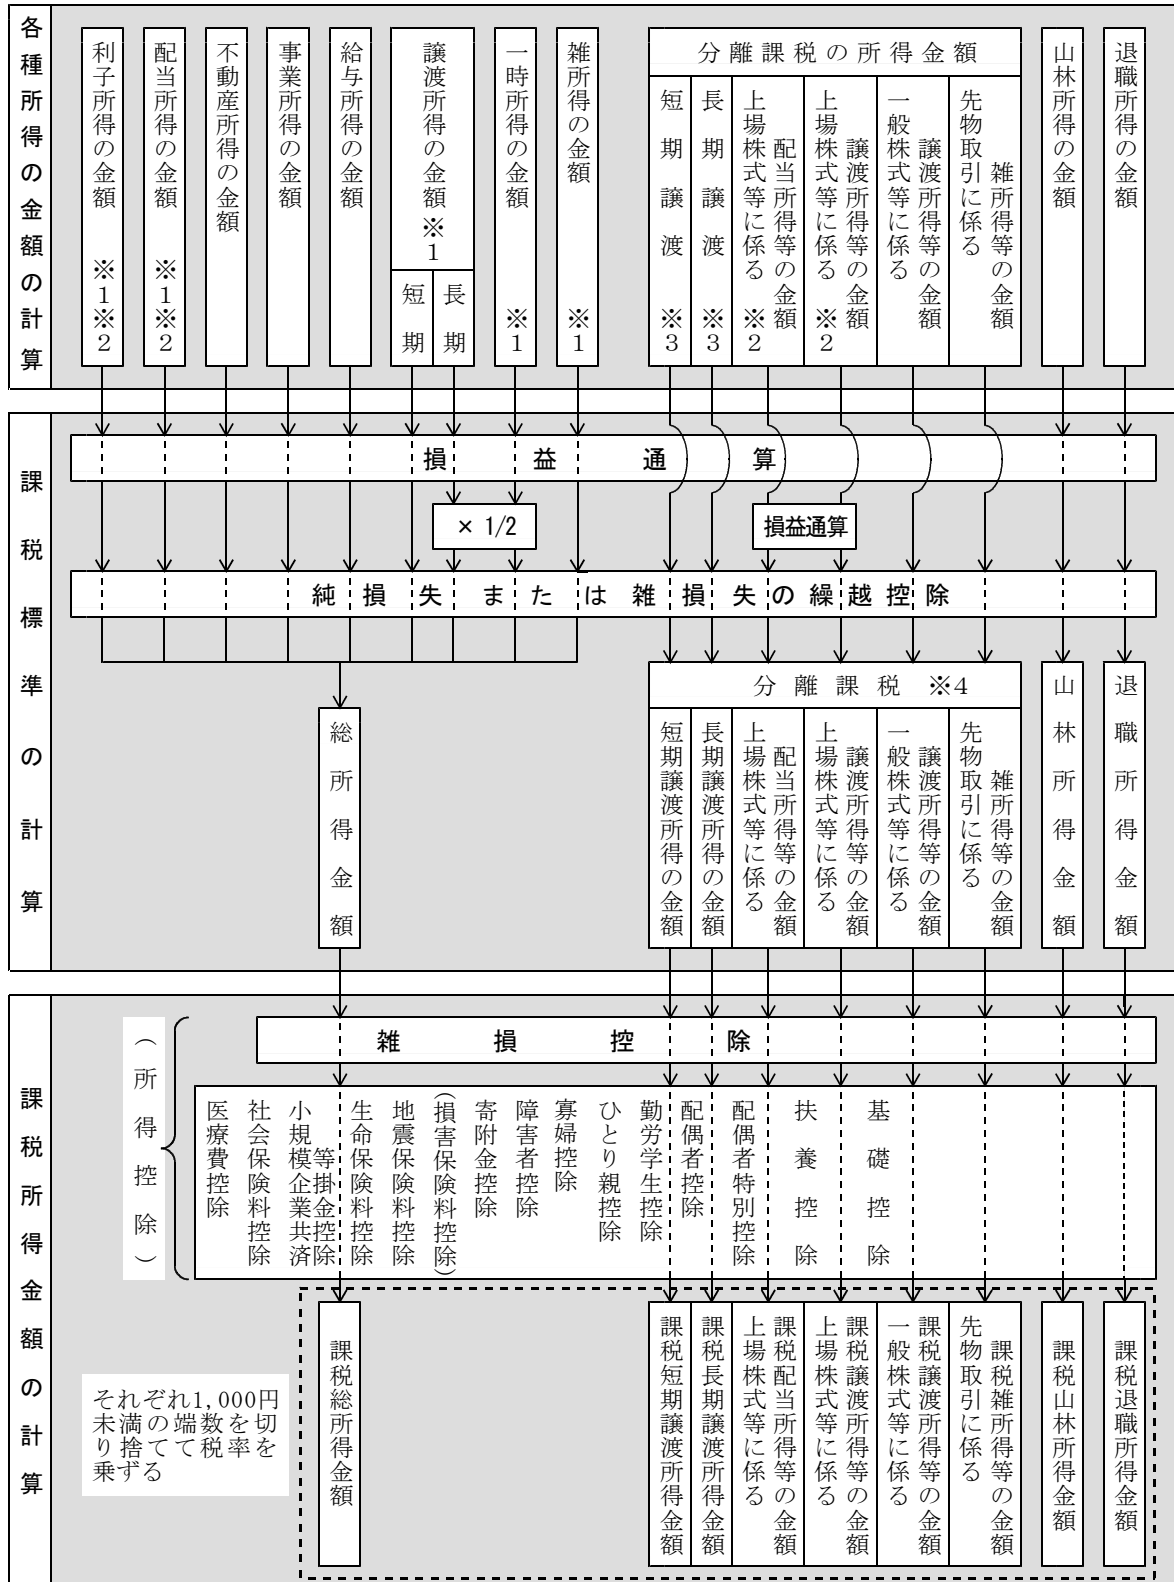 各種所得の金額の計算
利子所得の金額 ※1※2
配当所得の金額 ※1※2
不動産所得の金額
事業所得の金額
給与所得の金額
譲渡所得の金額 ※1
短期
長期
一時所得の金額 ※1
雑所得の金額 ※1
分離課税の所得金額
短期譲渡 ※3
長期譲渡 ※3
上場株式等に係る ※2
配当所得等の金額
上場株式等に係る ※2
譲渡所得等の金額
一般株式等に係る
譲渡所得等の金額
先物取引に係る
雑所得等の金額
山林所得の金額
退職所得の金額
課税標準の計算
損益通算
× 1/2
損益通算
純損失または雑損失の繰越控除
総所得金額
分離課税 ※4
短期譲渡所得の金額
長期譲渡所得の金額
上場株式等に係る
配当所得等の金額
上場株式等に係る
譲渡所得等の金額
一般株式等に係る
譲渡所得等の金額
先物取引に係る
雑所得等の金額
山林所得金額
退職所得金額
課税所得金額の計算
(所得控除)
雑損控除
医療費控除
社会保険料控除
小規模企業共済
等掛金控除
生命保険料控除
地震保険料控除
(損害保険料控除)
寄附金控除
障害者控除
寡婦控除
ひとり親控除
勤労学生控除
配偶者控除
配偶者特別控除
扶養控除
基礎控除
それぞれ1,000円
未満の端数を切
り捨てて税率を
乗ずる
課税総所得金額
課税短期譲渡所得金額
課税長期譲渡所得金額
上場株式等に係る
課税配当所得等の金額
上場株式等に係る
課税譲渡所得等の金額
一般株式等に係る
課税譲渡所得等の金額
先物取引に係る
課税雑所得等の金額
課税山林所得金額
課税退職所得金額